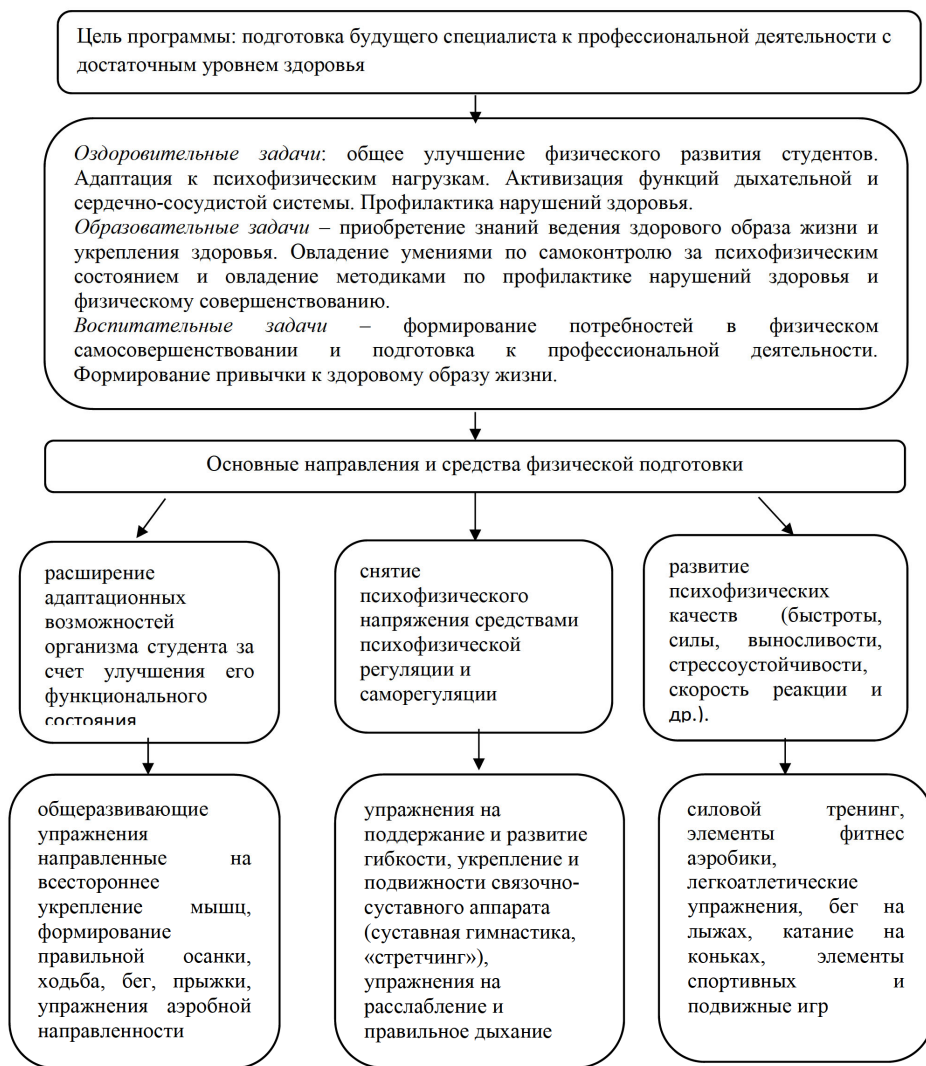 Цель программы: подготовка будущего специалиста к профессиональной деятельности с
достаточным уровнем здоровья
Оздоровительные задачи: общее улучшение физического развития студентов.
Адаптация к психофизическим нагрузкам. Активизация функций дыхательной и
сердечно-сосудистой системы. Профилактика нарушений здоровья.
Образовательные задачи – приобретение знаний ведения здорового образа жизни и
укрепления здоровья. Овладение умениями по самоконтролю за психофизическим
состоянием и овладение методиками по профилактике нарушений здоровья и
физическому совершенствованию.
Воспитательные задачи – формирование потребностей в физическом
самосовершенствовании и подготовка к профессиональной деятельности.
Формирование привычки к здоровому образу жизни.
Основные направления и средства физической подготовки
расширение
адаптационных
возможностей
организма студента за
счет улучшения его
функционального
состояния
снятие
психофизического
напряжения средствами
психофизической
регуляции и
саморегуляции
развитие
психофизических
качеств (быстроты,
силы, выносливости,
стрессоустойчивости,
скорость реакции и
др.).
общеразвивающие
упражнения
направленные на
всестороннее
укрепление мышц,
формирование
правильной осанки,
ходьба, бег, прыжки,
упражнения аэробной
направленности
упражнения на
поддержание и развитие
гибкости, укрепление и
подвижности связочно-
суставного аппарата
(суставная гимнастика,
«стретчинг»),
упражнения на
расслабление и
правильное дыхание
силовой тренинг,
элементы фитнес
аэробики,
легкоатлетические
упражнения, бег на
лыжах, катание на
коньках, элементы
спортивных и
подвижные игр